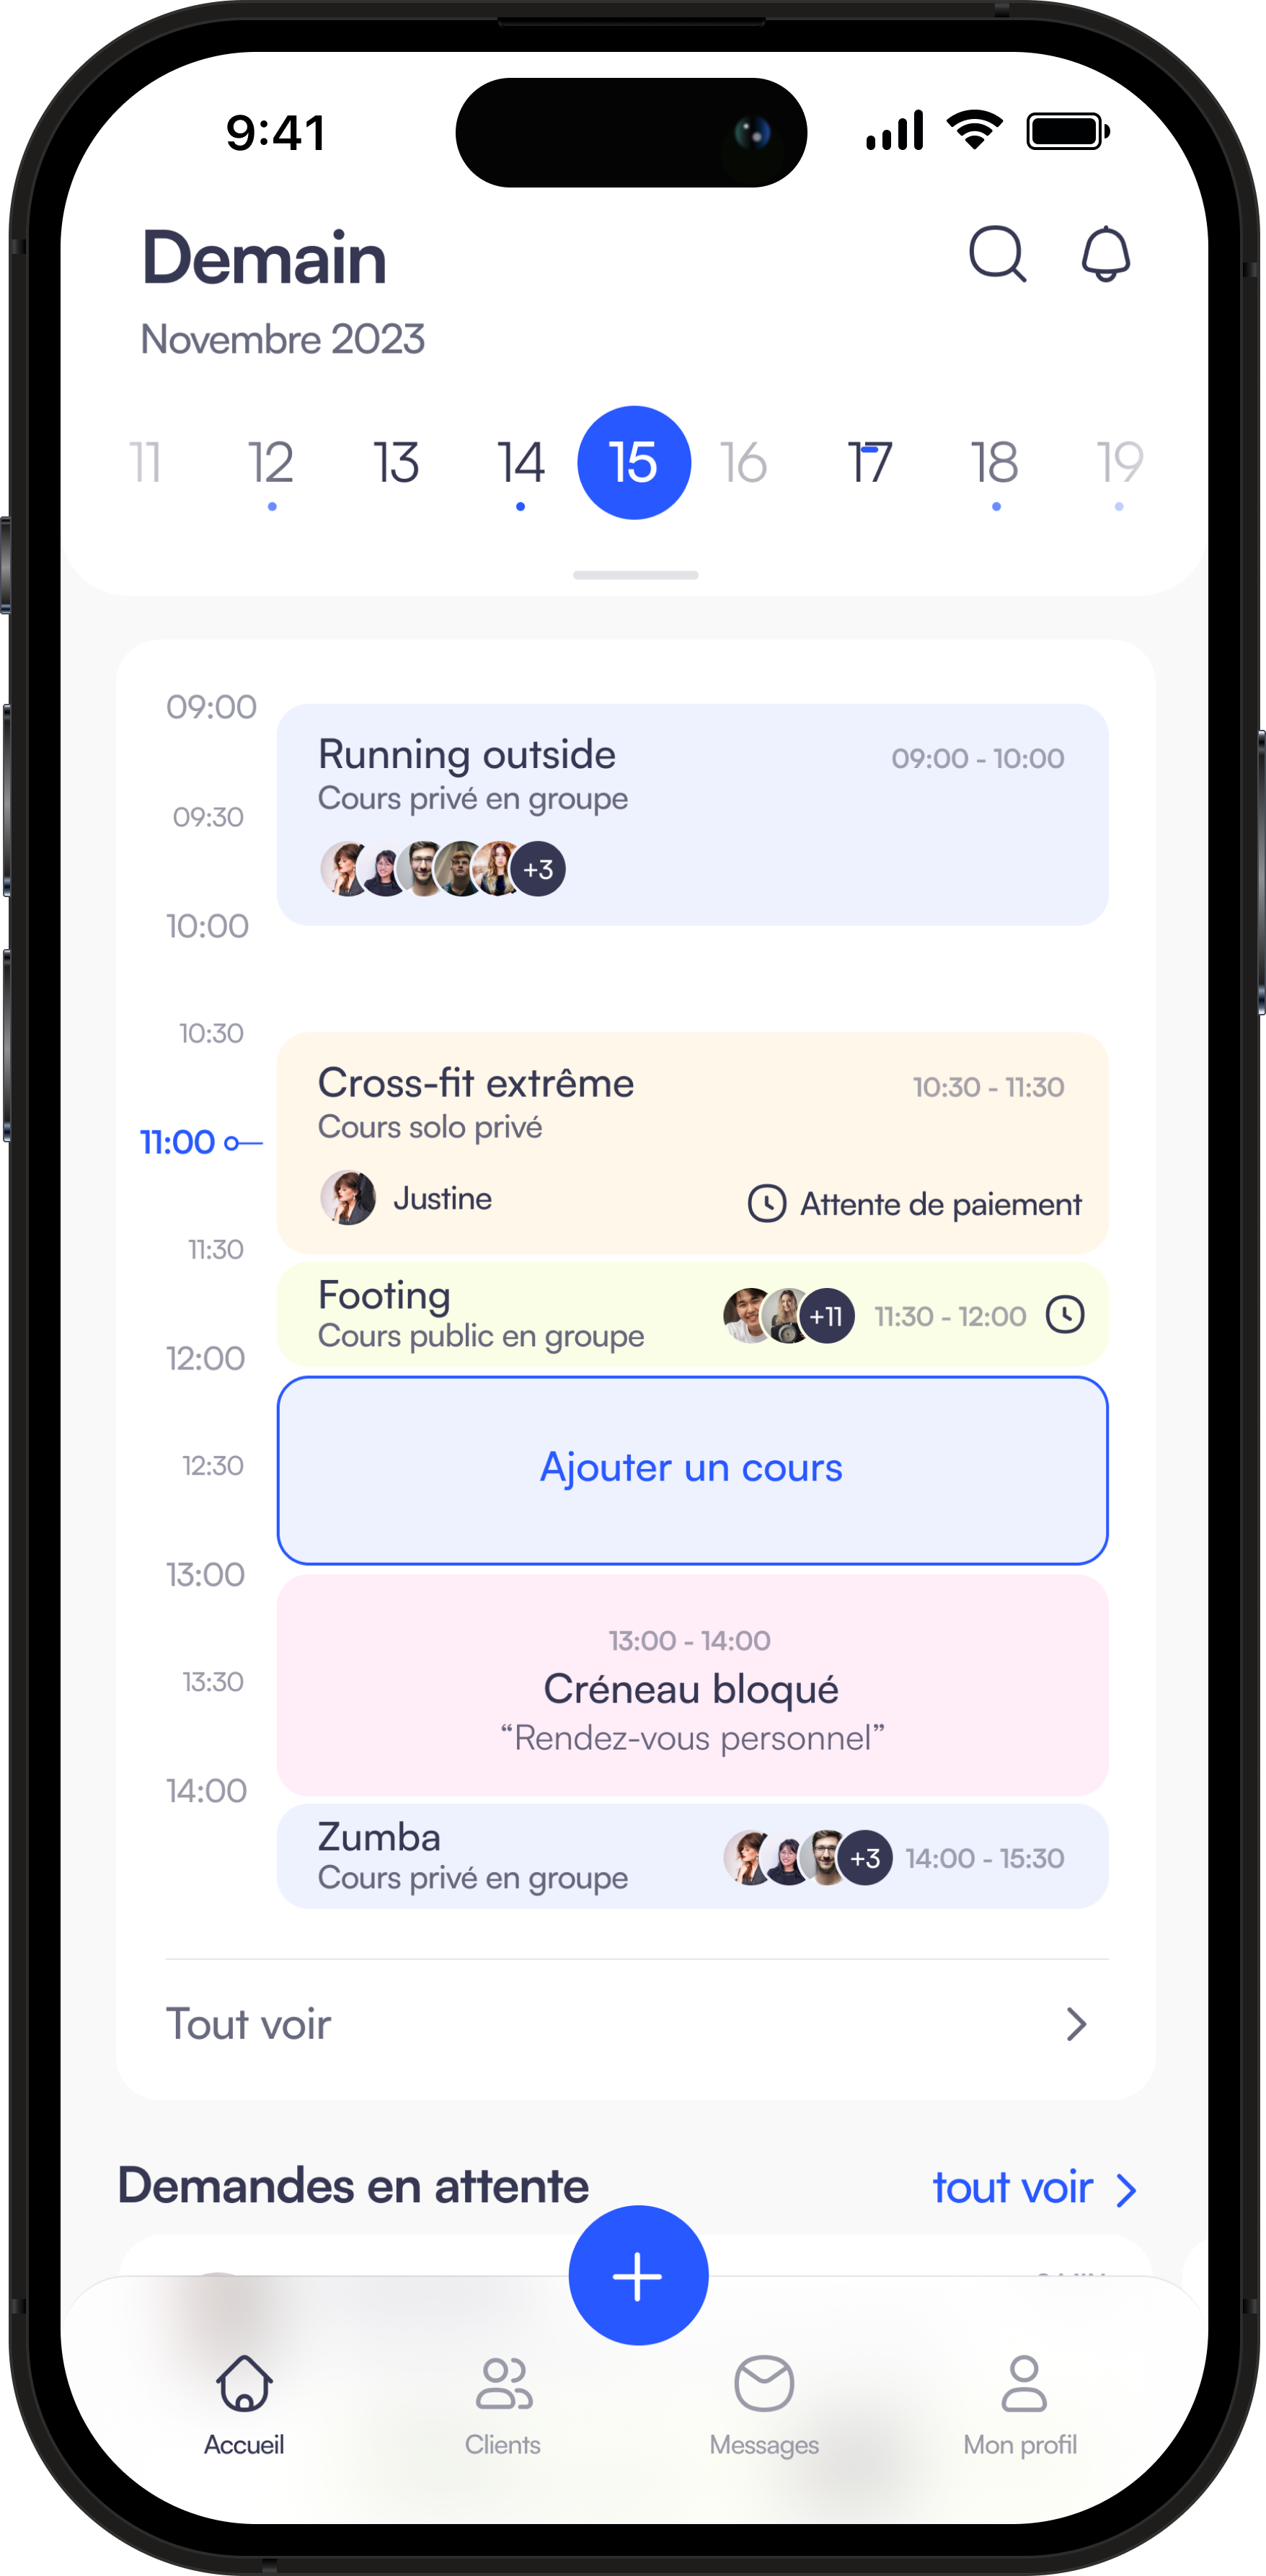 9:41
Demain
Novembre 2023
11 12 13 14 15 16 17 18 19
09:00
Running outside
09:00 - 10:00
Cours privé en groupe
09:30
+3
10:00
10:30
Cross-fit extrême
10:30 - 11:30
Cours solo privé
11:00
Justine
Attente de paiement
11:30
Footing
Cours public en groupe
+11
11:30 - 12:00
12:00
Ajouter un cours
12:30
13:00
13:00 - 14:00
Créneau bloqué
13:30
“Rendez-vous personnel”
14:00
Zumba
Cours privé en groupe
+3
14:00 - 15:30
Tout voir
Demandes en attente
tout voir
Accueil
Clients
Messages
Mon profil